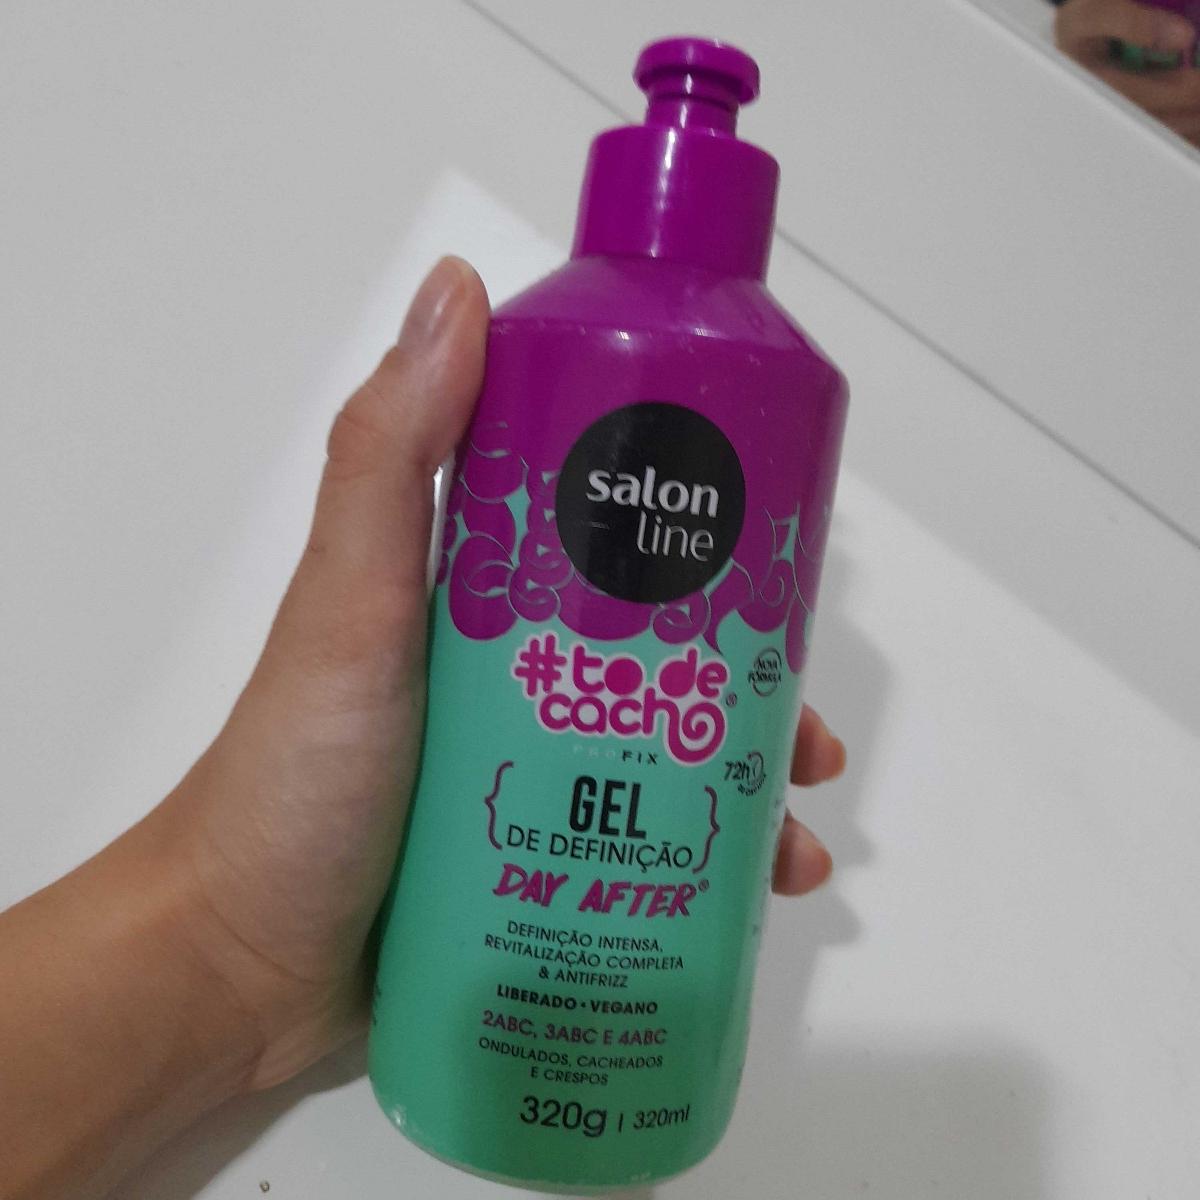 salon
line
#to de
cacho®
NOVA
FÓRMULA
PROFIX
72h
GEL
DE DEFINIÇÃO
DAY AFTER®
DEFINIÇÃO INTENSA,
REVITALIZAÇÃO COMPLETA
& ANTIFRIZZ
LIBERADO • VEGANO
2ABC, 3ABC E 4ABC
ONDULADOS, CACHEADOS
E CRESPOS
320g | 320ml